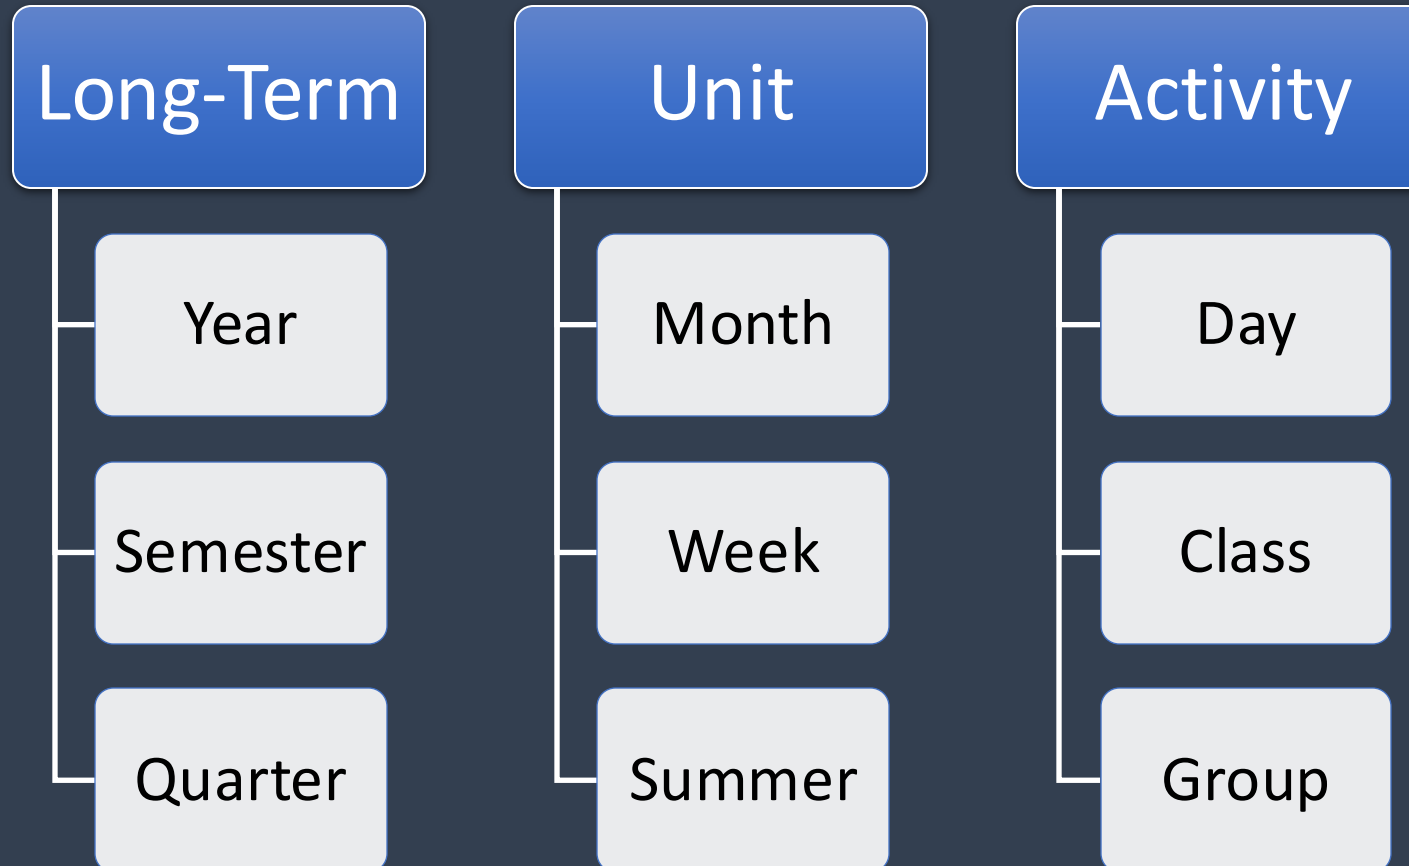 Long-Term
Year
Semester
Quarter
Unit
Month
Week
Summer
Activity
Day
Class
Group